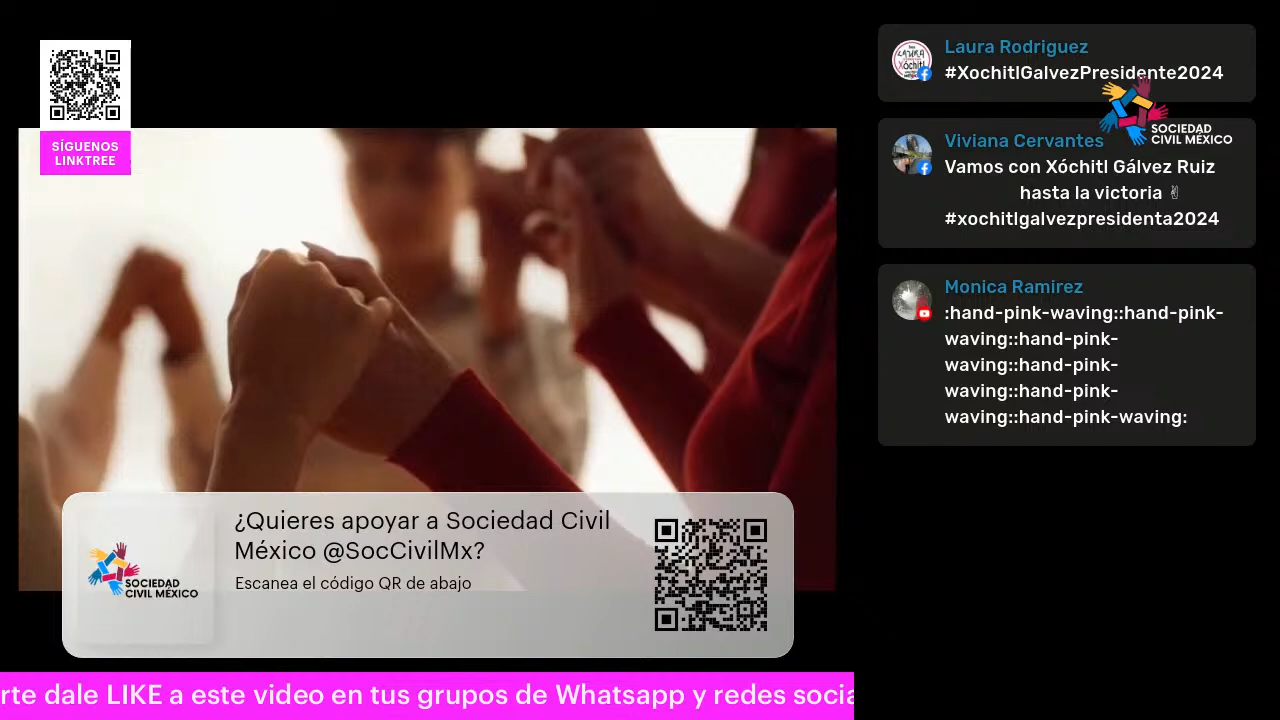 SÍGUENOS
LINKTREE
¿Quieres apoyar a Sociedad Civil
México @SocCivilMx?
Escanea el código QR de abajo
SOCIEDAD
CIVIL MÉXICO
rte dale LIKE a este video en tus grupos de Whatsapp y redes socia
Laura Rodriguez
#XochitlGalvezPresidente2024
SOCIEDAD
CIVIL MÉXICO
Viviana Cervantes
Vamos con Xóchitl Gálvez Ruiz
hasta la victoria ✌
#xochitlgalvezpresidenta2024
Monica Ramirez
:hand-pink-waving::hand-pink-
waving::hand-pink-
waving::hand-pink-
waving::hand-pink-
waving::hand-pink-waving: